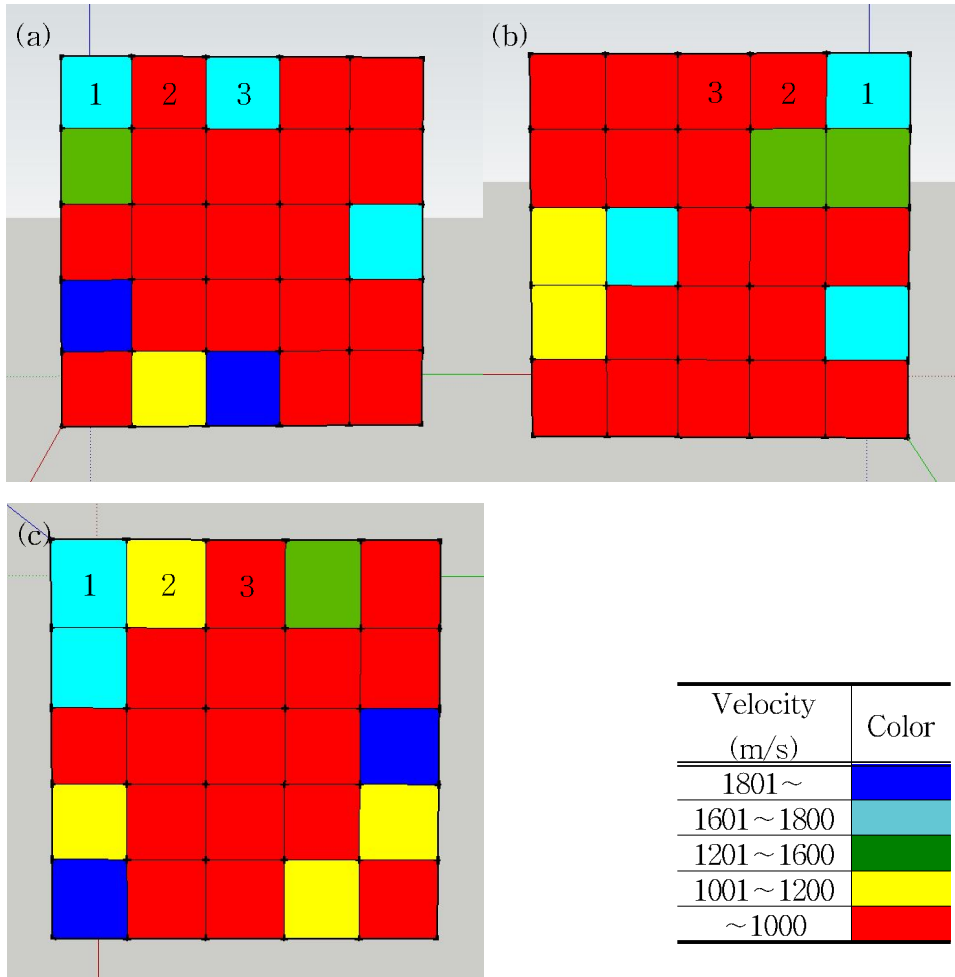 (a)
(b)
1 2 3
3 2 1
(c)
1 2 3
Velocity
(m/s)
Color
1801~
1601~1800
1201~1600
1001~1200
~1000